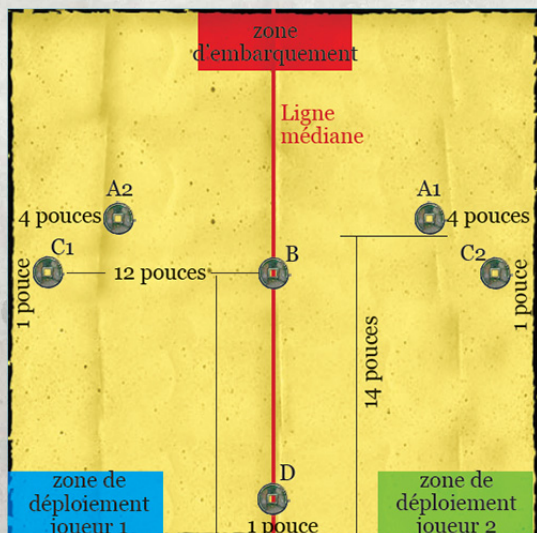 zone
d'embarquement
Ligne
médiane
A2
A1
4 pouces
4 pouces
C1
B
C2
12 pouces
1 pouce
1 pouce
14 pouces
D
zone de
déploiement
joueur 1
1 pouce
zone de
déploiement
joueur 2